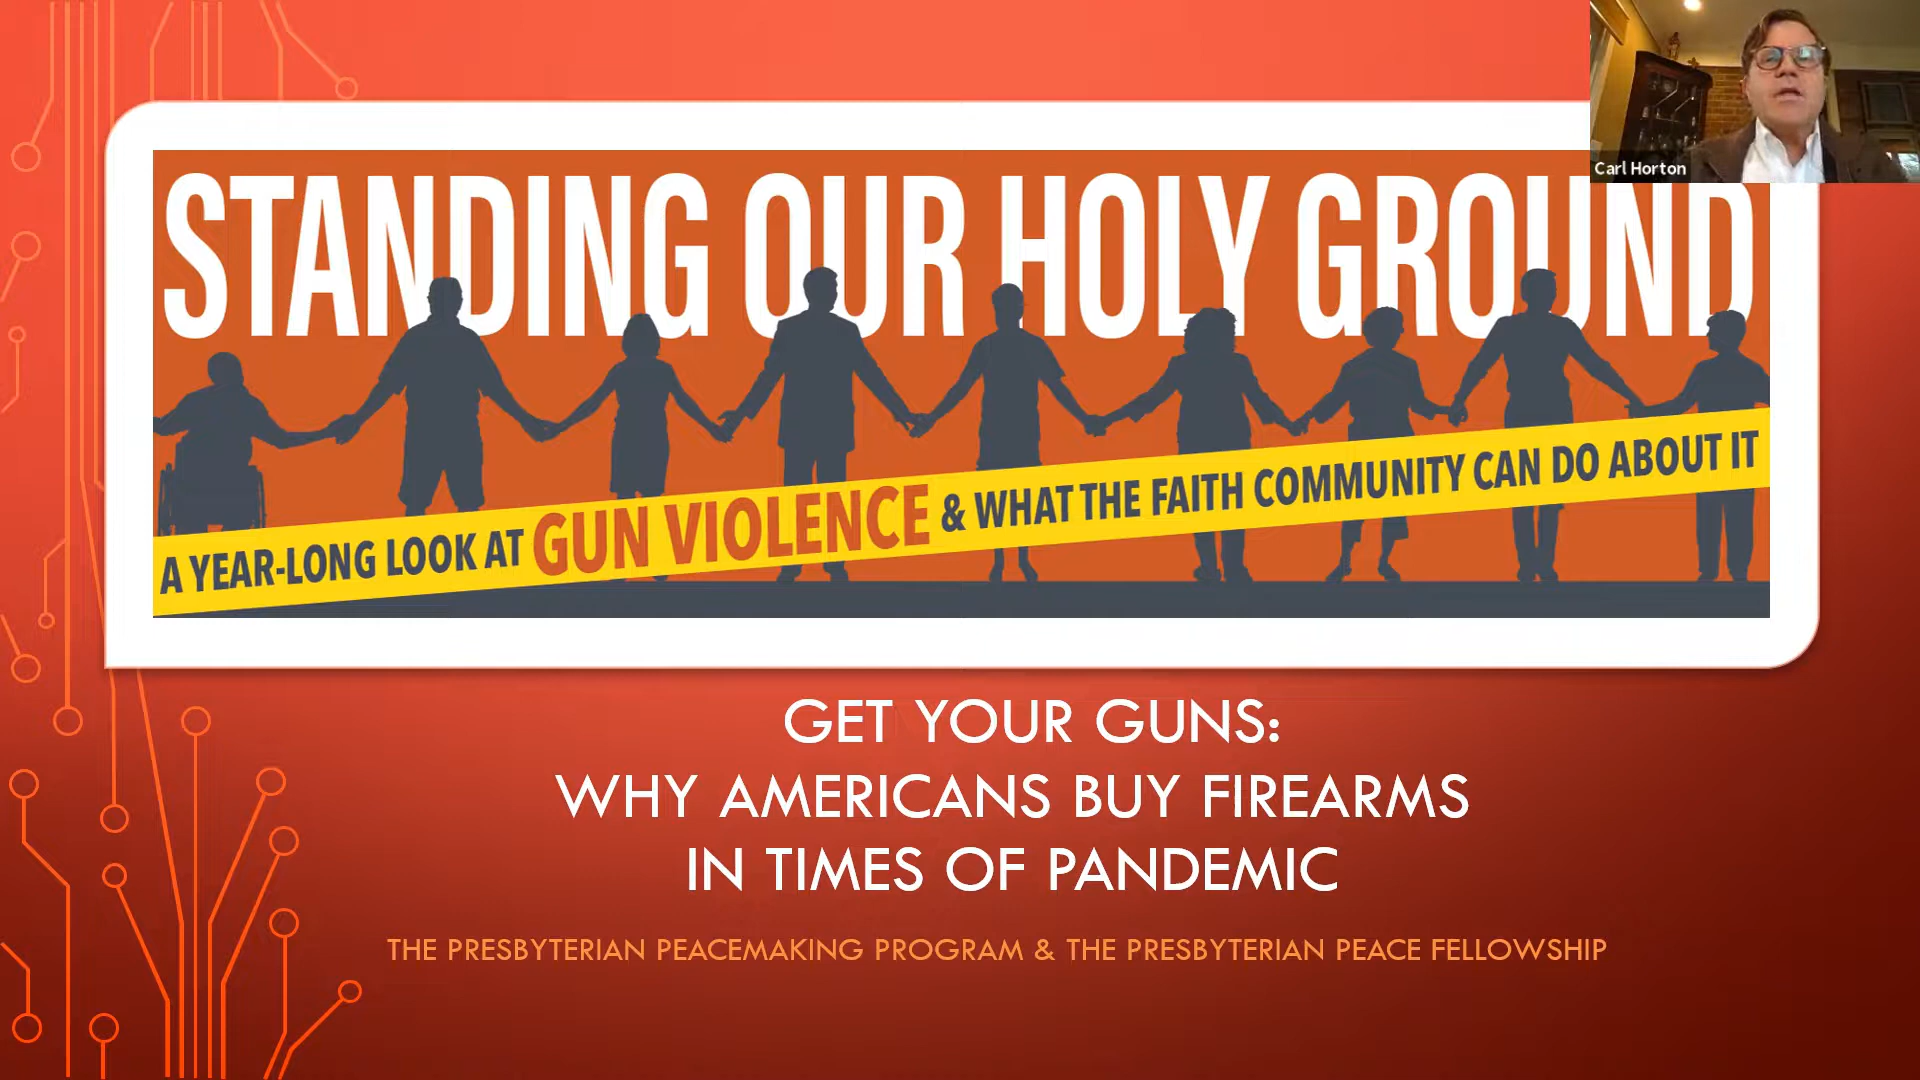 Carl Horton
STANDING OUR HOLY GROUND
A YEAR-LONG LOOK AT GUN VIOLENCE & WHAT THE FAITH COMMUNITY CAN DO ABOUT IT
GET YOUR GUNS:
WHY AMERICANS BUY FIREARMS
IN TIMES OF PANDEMIC
THE PRESBYTERIAN PEACEMAKING PROGRAM & THE PRESBYTERIAN PEACE FELLOWSHIP